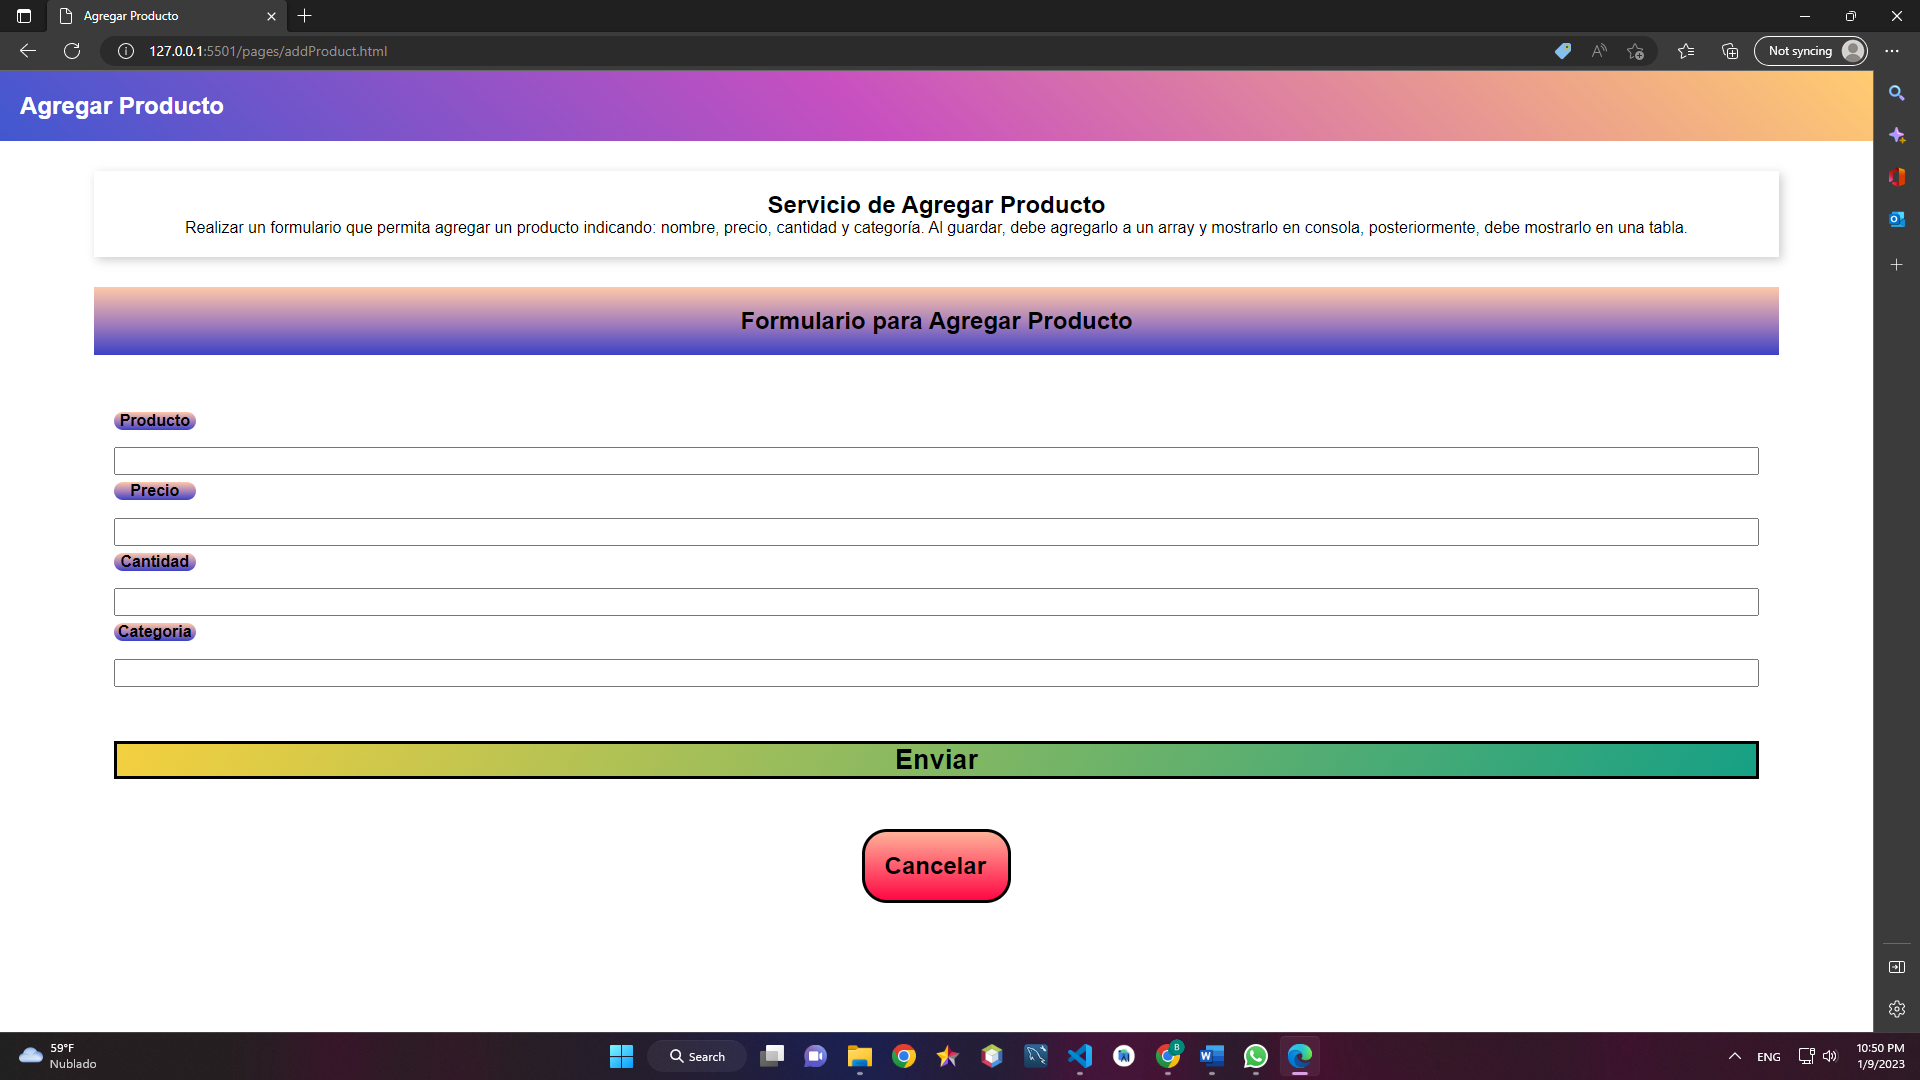 Agregar Producto
127.0.0.1:5501/pages/addProduct.html
Not syncing
Agregar Producto
Servicio de Agregar Producto
Realizar un formulario que permita agregar un producto indicando: nombre, precio, cantidad y categoría. Al guardar, debe agregarlo a un array y mostrarlo en consola, posteriormente, debe mostrarlo en una tabla.
Formulario para Agregar Producto
Producto
Precio
Cantidad
Categoria
Enviar
Cancelar
59°F
Nublado
Search
ENG
10:50 PM
1/9/2023